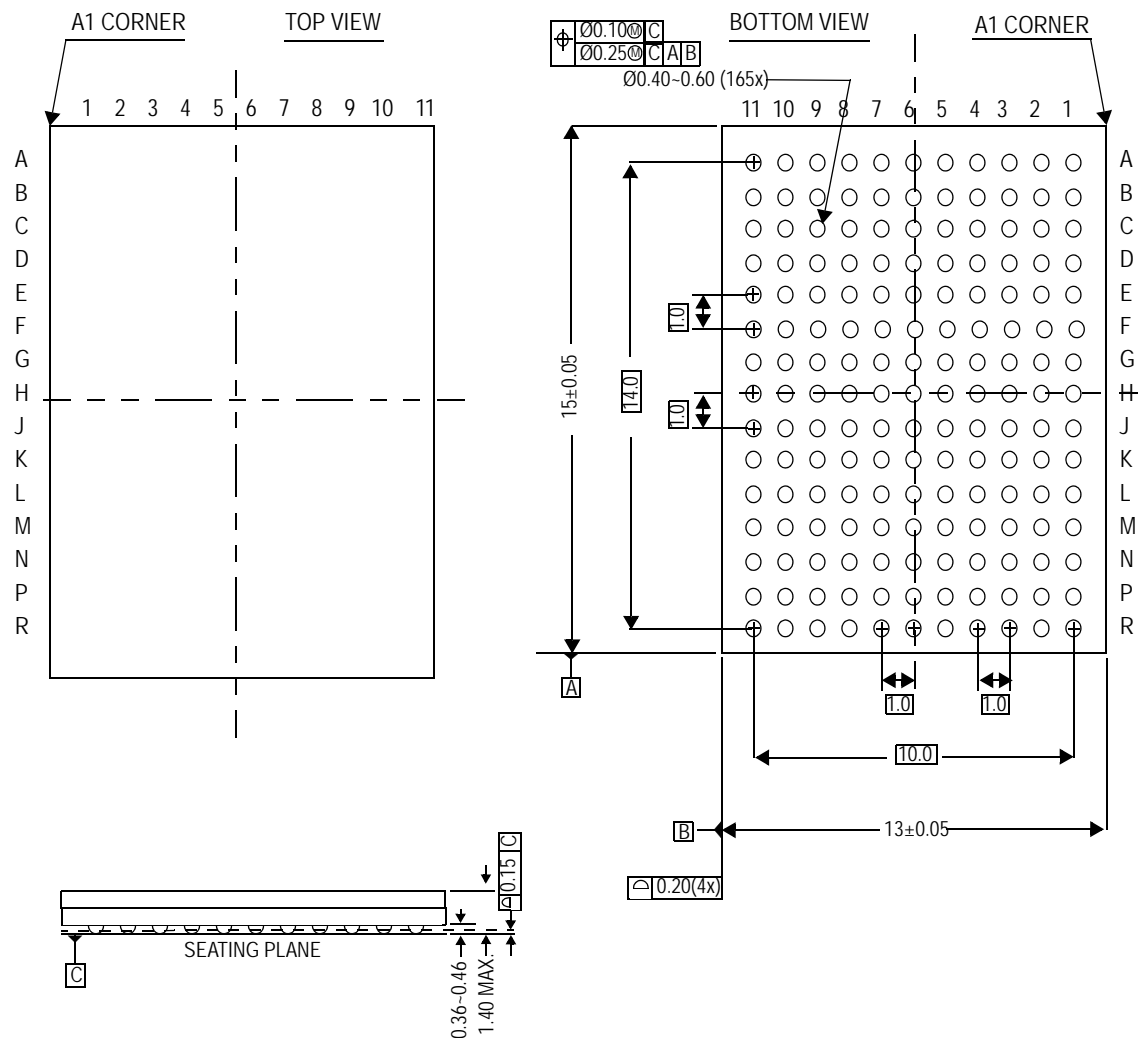 A1 CORNER
TOP VIEW
1 2 3 4 5 6 7 8 9 10 11
A
B
C
D
E
F
G
H
J
K
L
M
N
P
R
Ø0.10Ⓜ C
Ø0.25Ⓜ C A B
BOTTOM VIEW
A1 CORNER
Ø0.40~0.60 (165x)
11 10 9 8 7 6 5 4 3 2 1
A
B
C
D
E
F
G
H
J
K
L
M
N
P
R
1.0
1.0
14.0
15±0.05
A
1.0
1.0
10.0
B
13±0.05
0.20(4x)
0.15 C
SEATING PLANE
C
0.36~0.46
1.40 MAX.